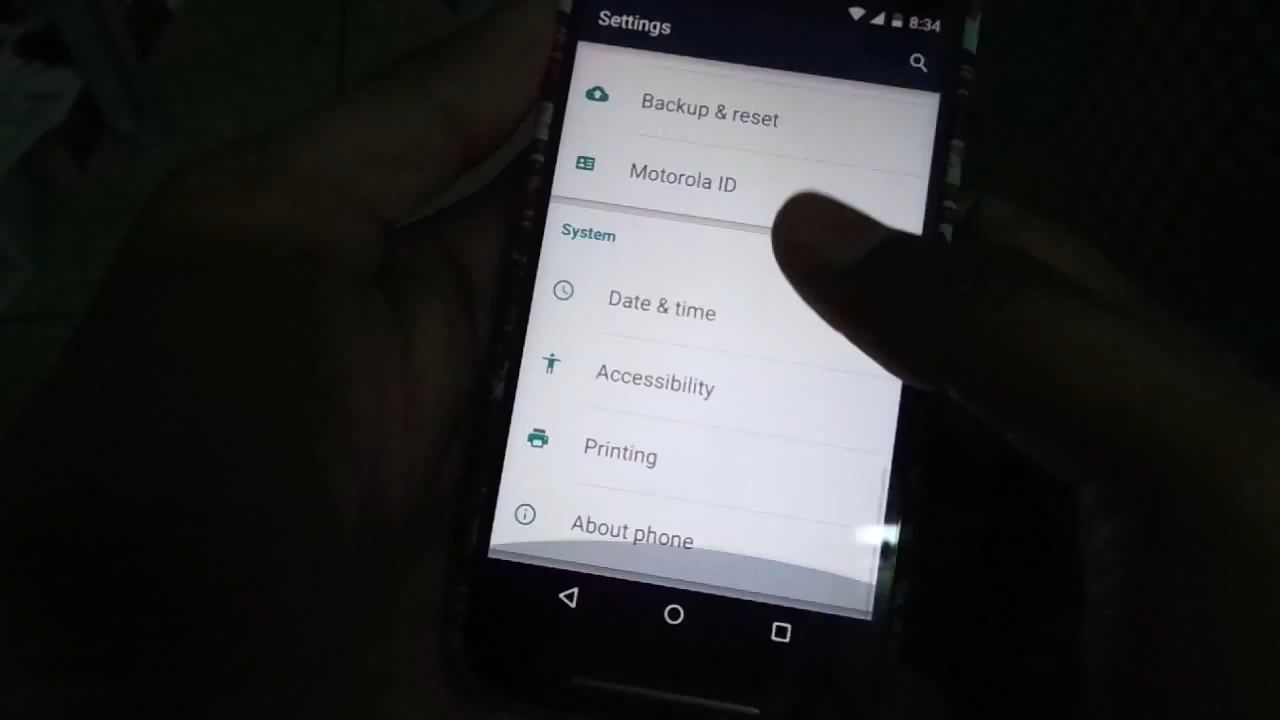 Settings
8:34
Backup & reset
Motorola ID
System
Date & time
Accessibility
Printing
About phone